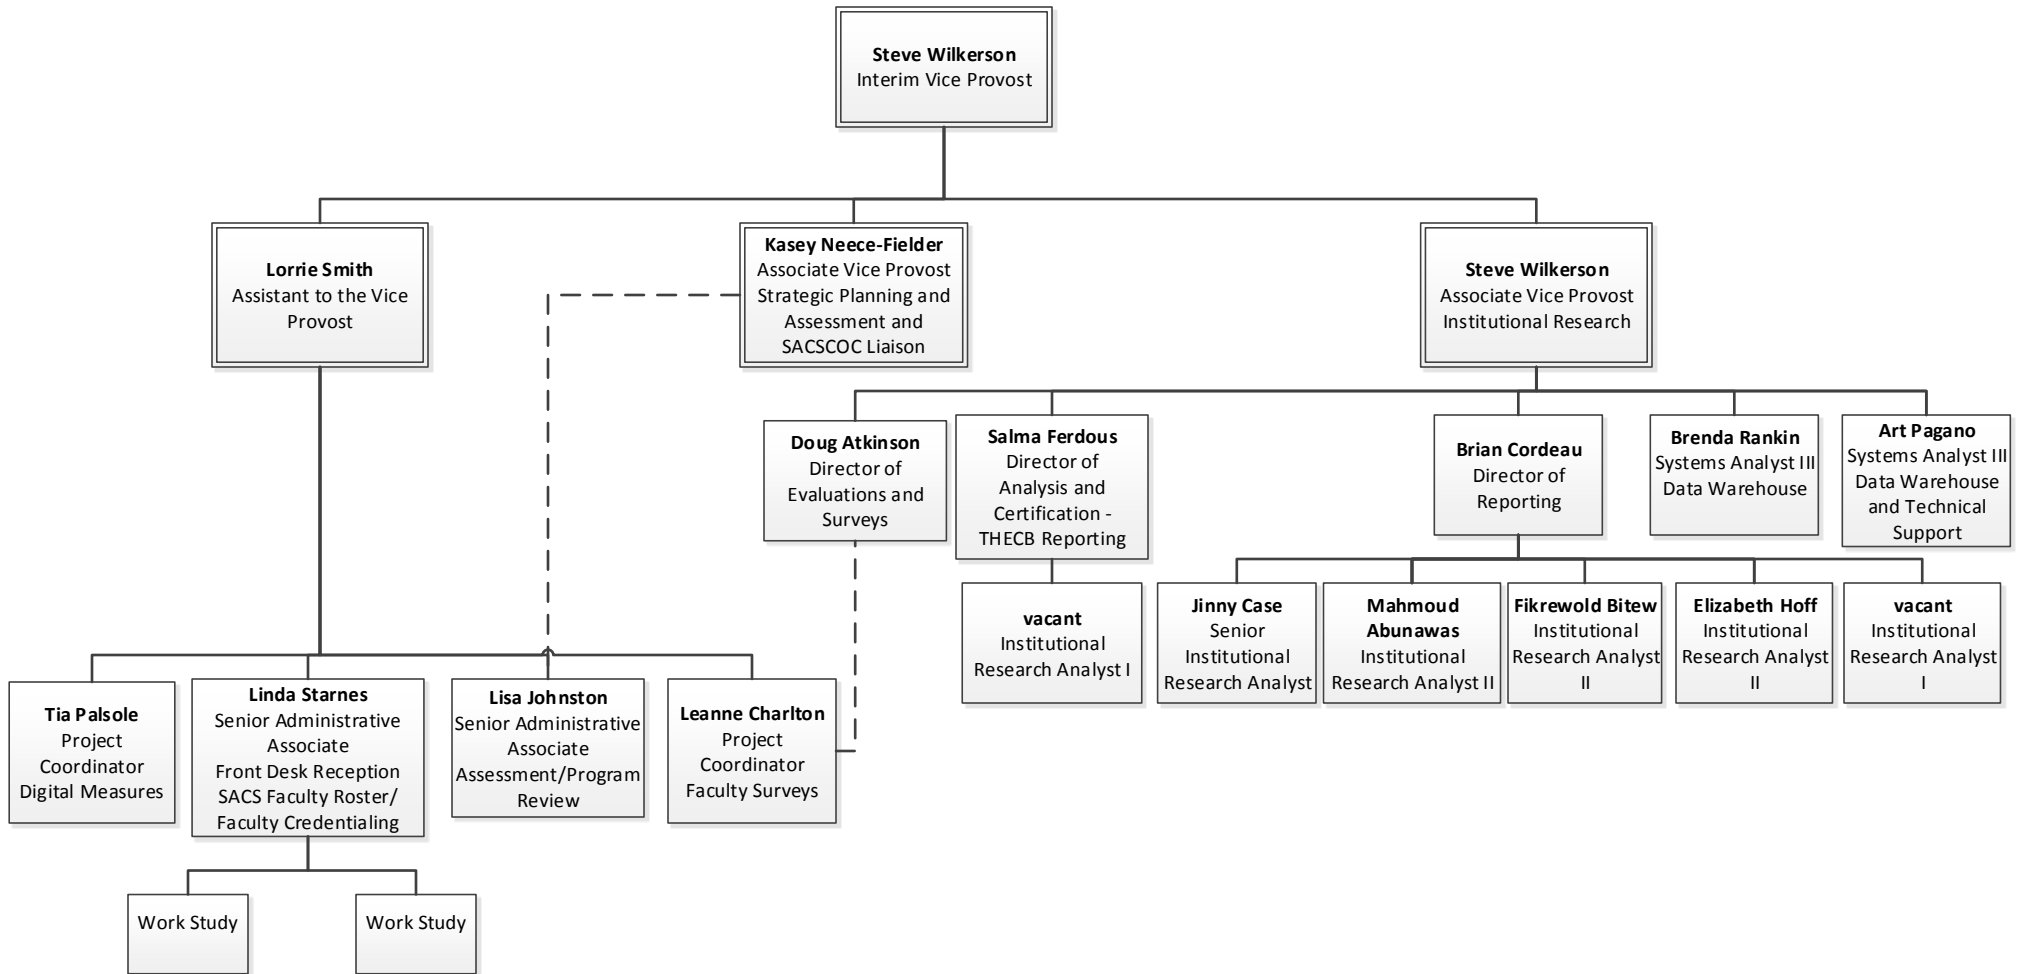 Steve Wilkerson
Interim Vice Provost
Lorrie Smith
Assistant to the Vice
Provost
Kasey Neece-Fielder
Associate Vice Provost
Strategic Planning and
Assessment and
SACSCOC Liaison
Steve Wilkerson
Associate Vice Provost
Institutional Research
Doug Atkinson
Director of
Evaluations and
Surveys
Salma Ferdous
Director of
Analysis and
Certification -
THECB Reporting
Brian Cordeau
Director of
Reporting
Brenda Rankin
Systems Analyst III
Data Warehouse
Art Pagano
Systems Analyst III
Data Warehouse
and Technical
Support
vacant
Institutional
Research Analyst I
Jinny Case
Senior
Institutional
Research Analyst
Mahmoud
Abunawas
Institutional
Research Analyst II
Fikrewold Bitew
Institutional
Research Analyst
II
Elizabeth Hoff
Institutional
Research Analyst
II
vacant
Institutional
Research Analyst
I
Tia Palsole
Project
Coordinator
Digital Measures
Linda Starnes
Senior Administrative
Associate
Front Desk Reception
SACS Faculty Roster/
Faculty Credentialing
Lisa Johnston
Senior Administrative
Associate
Assessment/Program
Review
Leanne Charlton
Project
Coordinator
Faculty Surveys
Work Study
Work Study